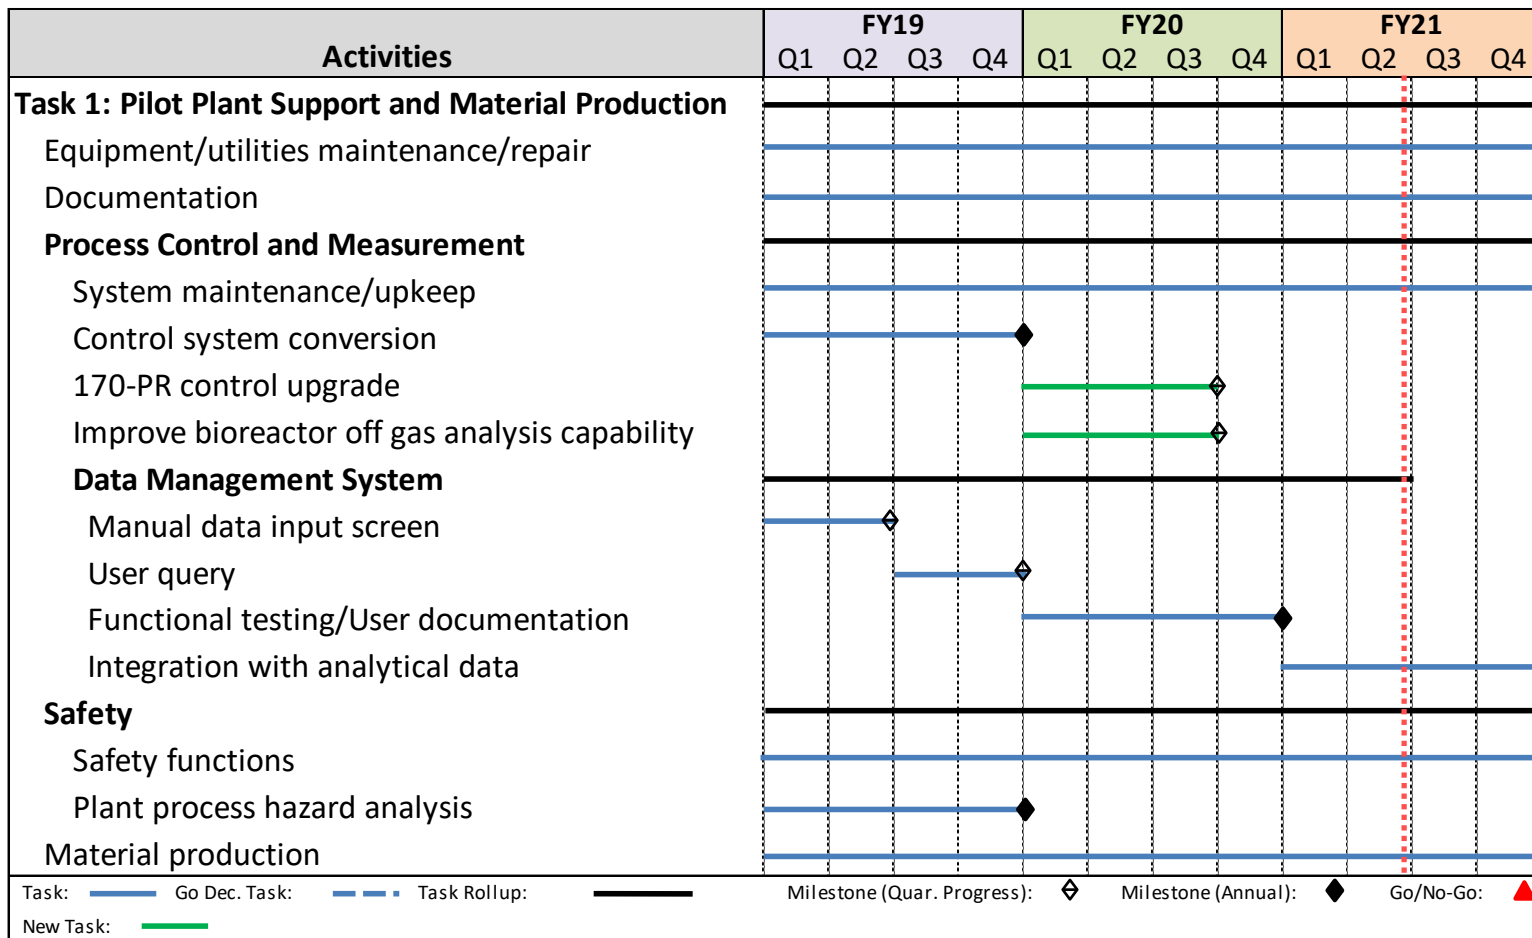 FY19 FY20 FY21
Activities Q1 Q2 Q3 Q4 Q1 Q2 Q3 Q4 Q1 Q2 Q3 Q4
Task 1: Pilot Plant Support and Material Production
Equipment/utilities maintenance/repair
Documentation
Process Control and Measurement
System maintenance/upkeep
Control system conversion
170-PR control upgrade
Improve bioreactor off gas analysis capability
Data Management System
Manual data input screen
User query
Functional testing/User documentation
Integration with analytical data
Safety
Safety functions
Plant process hazard analysis
Material production
Task: Go Dec. Task: Task Rollup: Milestone (Quar. Progress): Milestone (Annual): Go/No-Go:
New Task: